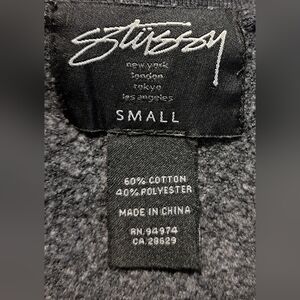 Stüssy
new york
london
tokyo
los angeles
SMALL
60% COTTON
40% POLYESTER
MADE IN CHINA
RN.94974
CA.28629